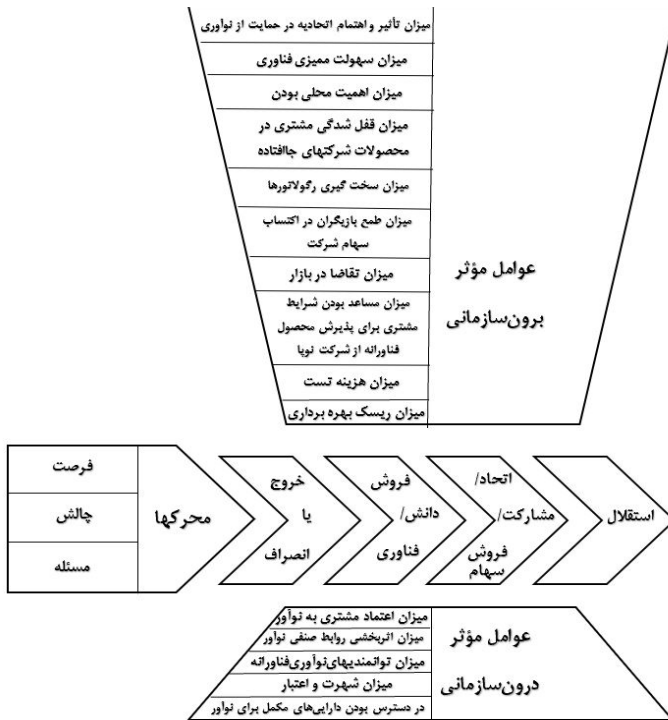 میزان تأثیر و اهتمام اتحادیه در حمایت از نوآوری
میزان سهولت ممیزی فناوری
میزان اهمیت محلی بودن
میزان قفل شدگی مشتری در
محصولات شرکتهای جاافتاده
میزان سخت گیری رگولاتورها
میزان طمع بازیگران در اکتساب
سهام شرکت
میزان تقاضا در بازار
میزان مساعد بودن شرایط
مشتری برای پذیرش محصول
فناورانه از شرکت نوپا
میزان هزینه تست
میزان ریسک بهره برداری
عوامل مؤثر
برون‌سازمانی
فرصت
چالش
مسئله
محرکها
خروج
یا
انصراف
فروش
دانش/
فناوری
اتحاد/
مشارکت/
فروش
سهام
استقلال
میزان اعتماد مشتری به نوآور
میزان اثربخشی روابط صنفی نوآور
میزان توانمندیهای‌نوآوری‌فناورانه
میزان شهرت و اعتبار
در دسترس بودن دارایی‌های مکمل برای نوآور
عوامل مؤثر
درون‌سازمانی